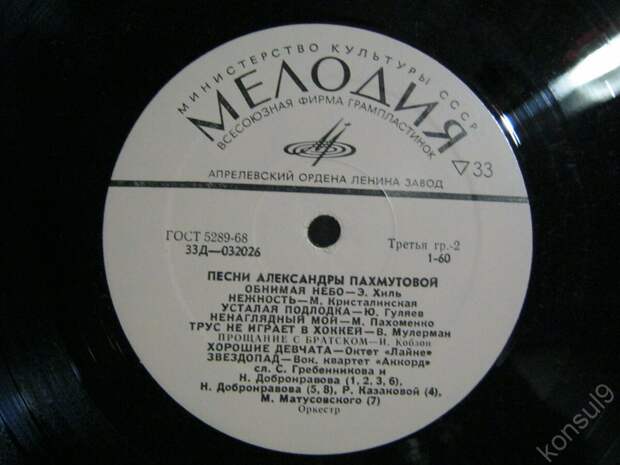 МИНИСТЕРСТВО КУЛЬТУРЫ СССР
МЕЛОДИЯ
ВСЕСОЮЗНАЯ ФИРМА ГРАМПЛАСТИНОК
33
АПРЕЛЕВСКИЙ ОРДЕНА ЛЕНИНА ЗАВОД
ГОСТ 5289-68
Третья гр.-2
33Д—032026
1-60
ПЕСНИ АЛЕКСАНДРЫ ПАХМУТОВОЙ
ОБНИМАЯ НЕБО—Э. Хиль
НЕЖНОСТЬ—М. Кристалинская
УСТАЛАЯ ПОДЛОДКА—Ю. Гуляев
НЕНАГЛЯДНЫЙ МОЙ—М. Пахоменко
ТРУС НЕ ИГРАЕТ В ХОККЕЙ—В. Мулерман
ПРОЩАНИЕ С БРАТСКОМ—И. Кобзон
ХОРОШИЕ ДЕВЧАТА—Октет «Лайне»
ЗВЕЗДОПАД—Вок. квартет «Аккорд»
сл. С. Гребенникова и
Н. Добронравова (1, 2, 3, 6),
Н. Добронравова (5, 8), Р. Казаковой (4),
М. Матусовского (7)
Оркестр
konsul9